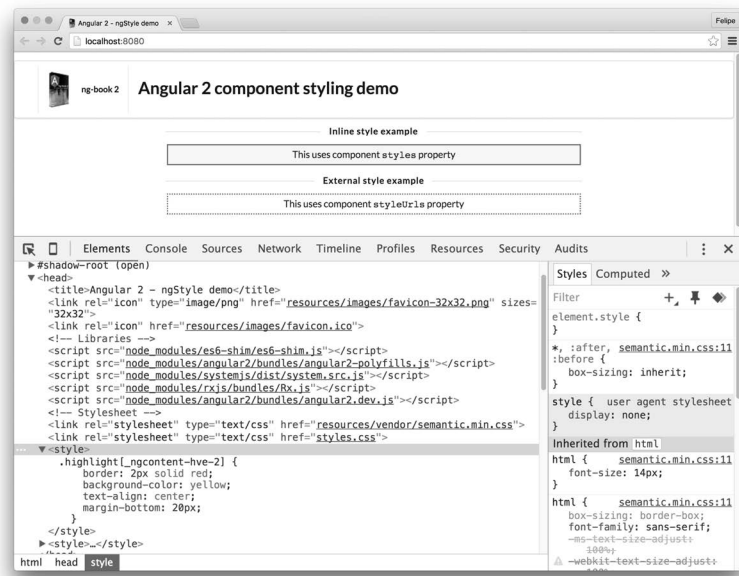 Angular 2 - ngStyle demo
Felipe
localhost:8080
ng-book 2
Angular 2 component styling demo
Inline style example
This uses component styles property
External style example
This uses component styleUrls property
Elements Console Sources Network Timeline Profiles Resources Security Audits
▶#shadow-root (open)
▼<head>
<title>Angular 2 - ngStyle demo</title>
<link rel="icon" type="image/png" href="resources/images/favicon-32x32.png" sizes=
"32x32">
<link rel="icon" href="resources/images/favicon.ico">
<!-- Libraries -->
<script src="node_modules/es6-shim/es6-shim.js"></script>
<script src="node_modules/angular2/bundles/angular2-polyfills.js"></script>
<script src="node_modules/systemjs/dist/system.src.js"></script>
<script src="node_modules/rxjs/bundles/Rx.js"></script>
<script src="node_modules/angular2/bundles/angular2.dev.js"></script>
<!-- Stylesheet -->
<link rel="stylesheet" type="text/css" href="resources/vendor/semantic.min.css">
<link rel="stylesheet" type="text/css" href="styles.css">
▼<style>
.highlight[_ngcontent-hve-2] {
border: 2px solid red;
background-color: yellow;
text-align: center;
margin-bottom: 20px;
}
</style>
▶<style>…</style>
html head style
Styles Computed »
Filter
element.style {
}
*, :after, semantic.min.css:11
:before {
box-sizing: inherit;
}
style { user agent stylesheet
display: none;
}
Inherited from html
html { semantic.min.css:11
font-size: 14px;
}
html { semantic.min.css:11
box-sizing: border-box;
font-family: sans-serif;
-ms-text-size-adjust:
100%;
-webkit-text-size-adjust: